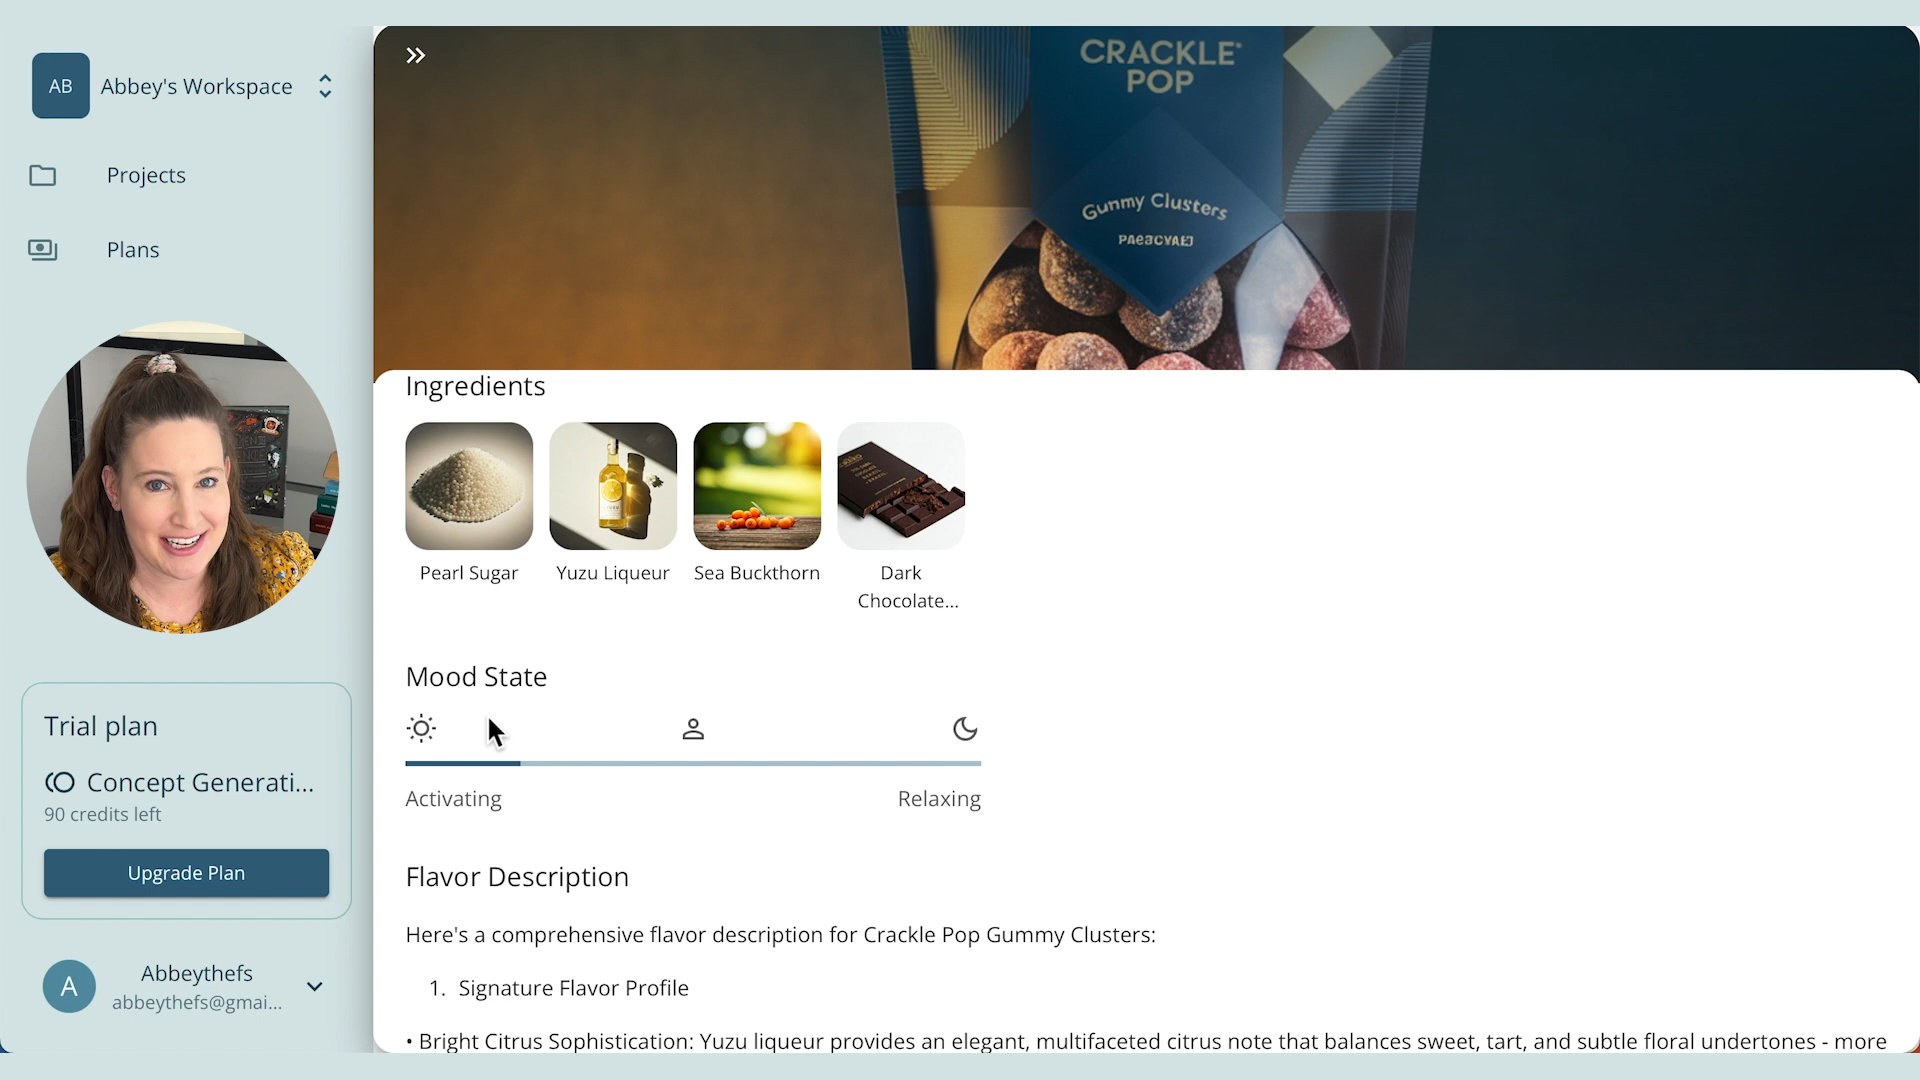 AB
Abbey's Workspace
Projects
Plans
Trial plan
Concept Generati...
90 credits left
Upgrade Plan
A
Abbeythefs
abbeythefs@gmai...
CRACKLE
POP
Gunmy Clusters
Ingredients
Pearl Sugar
Yuzu Liqueur
Sea Buckthorn
Dark
Chocolate...
Mood State
Activating
Relaxing
Flavor Description
Here's a comprehensive flavor description for Crackle Pop Gummy Clusters:
1. Signature Flavor Profile
• Bright Citrus Sophistication: Yuzu liqueur provides an elegant, multifaceted citrus note that balances sweet, tart, and subtle floral undertones - more